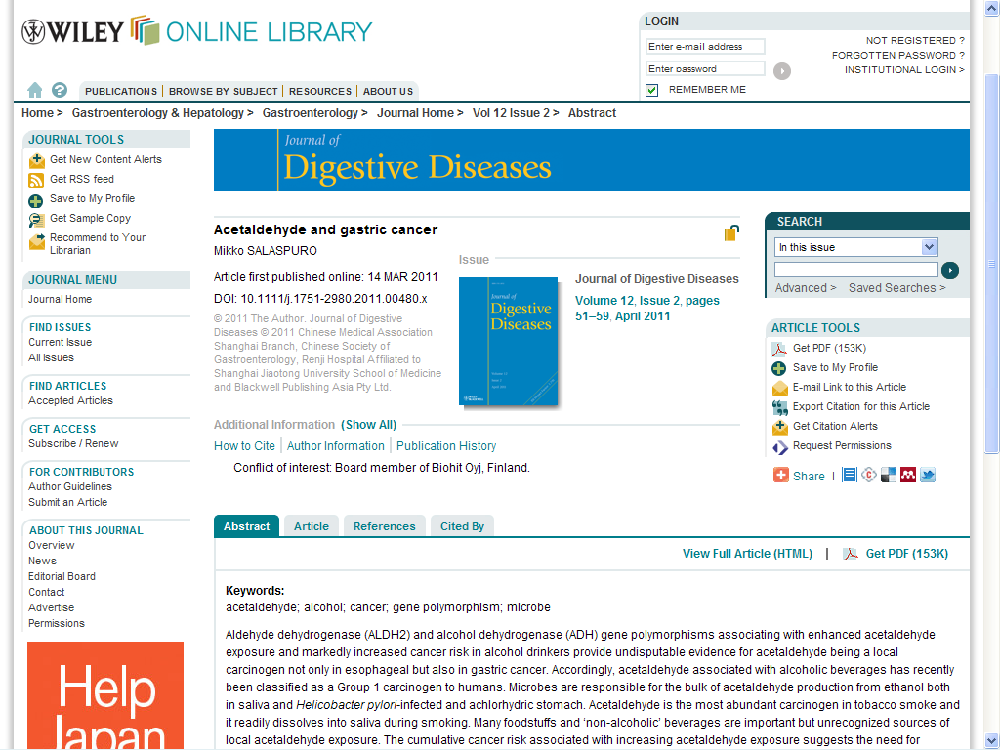 WILEY ONLINE LIBRARY
LOGIN
Enter e-mail address
Enter password
REMEMBER ME
NOT REGISTERED ?
FORGOTTEN PASSWORD ?
INSTITUTIONAL LOGIN >
PUBLICATIONS | BROWSE BY SUBJECT | RESOURCES | ABOUT US
Home > Gastroenterology & Hepatology > Gastroenterology > Journal Home > Vol 12 Issue 2 > Abstract
JOURNAL TOOLS
Get New Content Alerts
Get RSS feed
Save to My Profile
Get Sample Copy
Recommend to Your
Librarian
JOURNAL MENU
Journal Home
FIND ISSUES
Current Issue
All Issues
FIND ARTICLES
Accepted Articles
GET ACCESS
Subscribe / Renew
FOR CONTRIBUTORS
Author Guidelines
Submit an Article
ABOUT THIS JOURNAL
Overview
News
Editorial Board
Contact
Advertise
Permissions
Help
Japan
Journal of
Digestive Diseases
Acetaldehyde and gastric cancer
Mikko SALASPURO
Article first published online: 14 MAR 2011
DOI: 10.1111/j.1751-2980.2011.00480.x
© 2011 The Author. Journal of Digestive
Diseases © 2011 Chinese Medical Association
Shanghai Branch, Chinese Society of
Gastroenterology, Renji Hospital Affiliated to
Shanghai Jiaotong University School of Medicine
and Blackwell Publishing Asia Pty Ltd.
Issue
Journal of
Digestive
Diseases
Journal of Digestive Diseases
Volume 12, Issue 2, pages
51–59, April 2011
Additional Information (Show All)
How to Cite | Author Information | Publication History
Conflict of interest: Board member of Biohit Oyj, Finland.
SEARCH
In this issue
Advanced > Saved Searches >
ARTICLE TOOLS
Get PDF (153K)
Save to My Profile
E-mail Link to this Article
Export Citation for this Article
Get Citation Alerts
Request Permissions
Share |
Abstract Article References Cited By
View Full Article (HTML) | Get PDF (153K)
Keywords:
acetaldehyde; alcohol; cancer; gene polymorphism; microbe
Aldehyde dehydrogenase (ALDH2) and alcohol dehydrogenase (ADH) gene polymorphisms associating with enhanced acetaldehyde
exposure and markedly increased cancer risk in alcohol drinkers provide undisputable evidence for acetaldehyde being a local
carcinogen not only in esophageal but also in gastric cancer. Accordingly, acetaldehyde associated with alcoholic beverages has recently
been classified as a Group 1 carcinogen to humans. Microbes are responsible for the bulk of acetaldehyde production from ethanol both
in saliva and Helicobacter pylori-infected and achlorhydric stomach. Acetaldehyde is the most abundant carcinogen in tobacco smoke and
it readily dissolves into saliva during smoking. Many foodstuffs and ‘non-alcoholic’ beverages are important but unrecognized sources of
local acetaldehyde exposure. The cumulative cancer risk associated with increasing acetaldehyde exposure suggests the need for